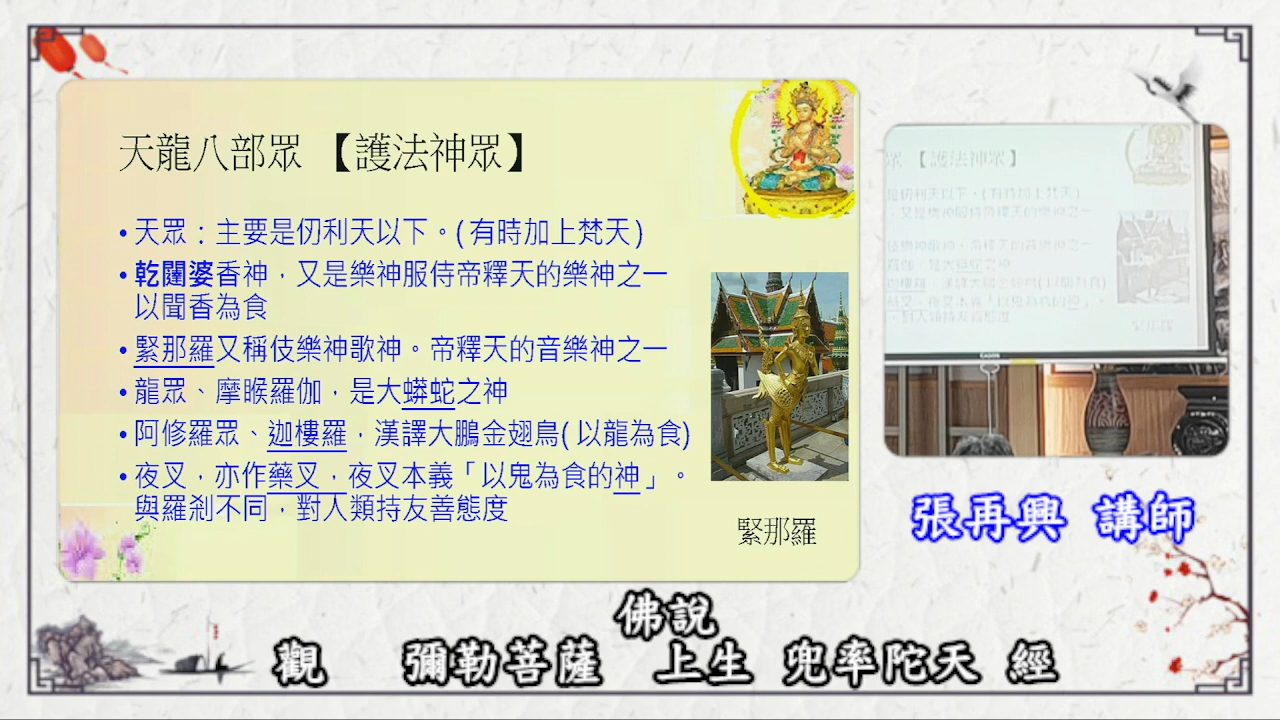 天龍八部眾 【護法神眾】
•天眾：主要是仞利天以下。(有時加上梵天)
•乾闥婆香神，又是樂神服侍帝釋天的樂神之一
以聞香為食
•緊那羅又稱伎樂神歌神。帝釋天的音樂神之一
•龍眾、摩睺羅伽，是大蟒蛇之神
•阿修羅眾、迦樓羅，漢譯大鵬金翅鳥(以龍為食)
•夜叉，亦作藥叉，夜叉本義「以鬼為食的神」。
與羅剎不同，對人類持友善態度
緊那羅
眾 【護法神眾】
張再興 講師
佛說
觀 彌勒菩薩 上生 兜率陀天 經